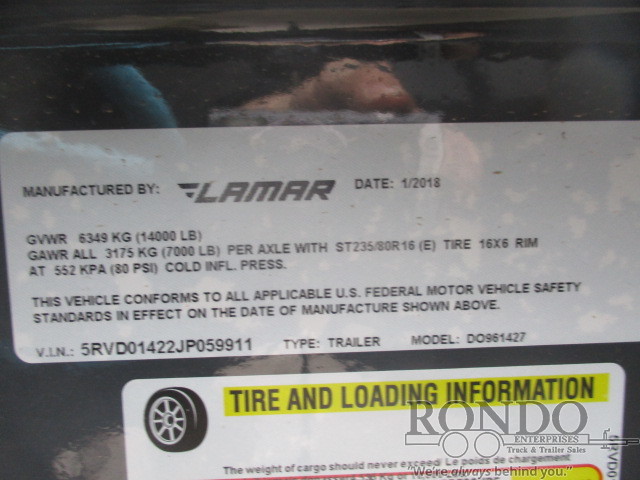 MANUFACTURED BY: LAMAR DATE: 1/2018
GVWR 6349 KG (14000 LB)
GAWR ALL 3175 KG (7000 LB) PER AXLE WITH ST235/80R16 (E) TIRE 16X6 RIM
AT 552 KPA (80 PSI) COLD INFL. PRESS.
THIS VEHICLE CONFORMS TO ALL APPLICABLE U.S. FEDERAL MOTOR VEHICLE SAFETY
STANDARDS IN EFFECT ON THE DATE OF MANUFACTURE SHOWN ABOVE.
V.I.N.: 5RVD01422JP059911 TYPE: TRAILER MODEL: DO961427
TIRE AND LOADING INFORMATION
RONDO
ENTERPRISES
Truck & Trailer Sales
The weight of cargo should never exceed Le poids de chargement
"We're always behind you."